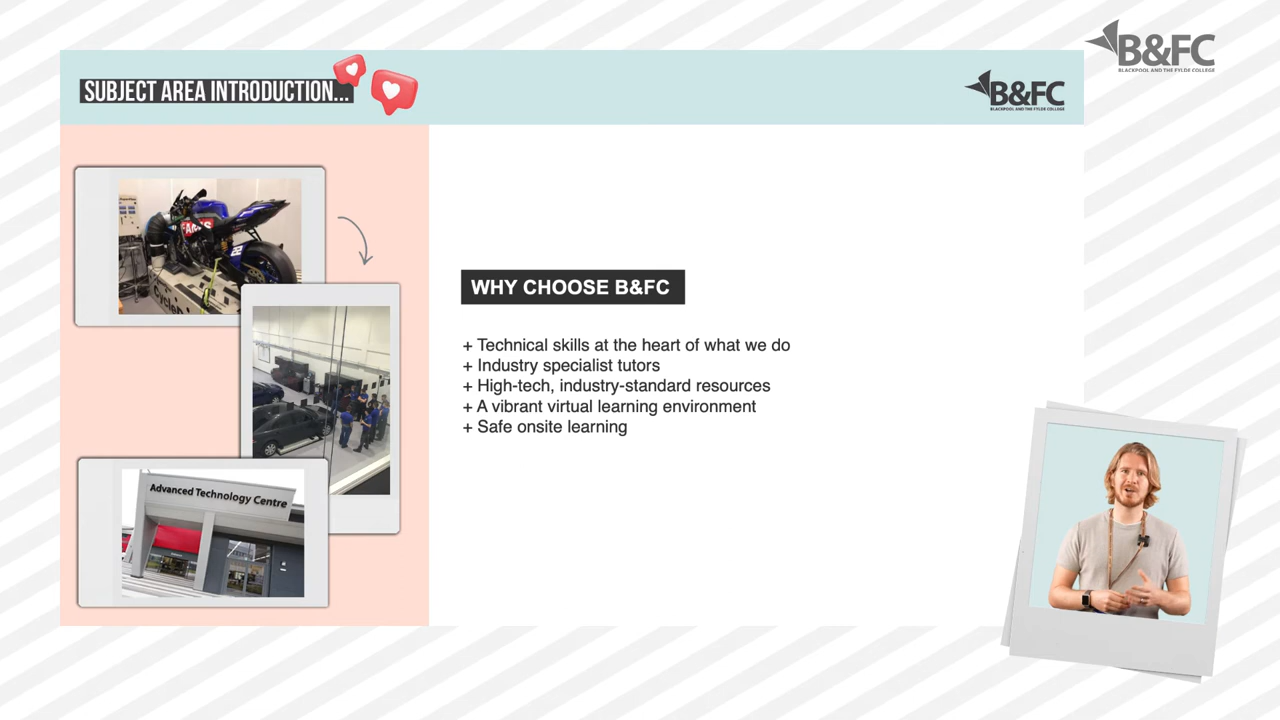 B&FC
BLACKPOOL AND THE FYLDE COLLEGE
SUBJECT AREA INTRODUCTION...
B&FC
BLACKPOOL AND THE FYLDE COLLEGE
WHY CHOOSE B&FC
+ Technical skills at the heart of what we do
+ Industry specialist tutors
+ High-tech, industry-standard resources
+ A vibrant virtual learning environment
+ Safe onsite learning
Advanced Technology Centre